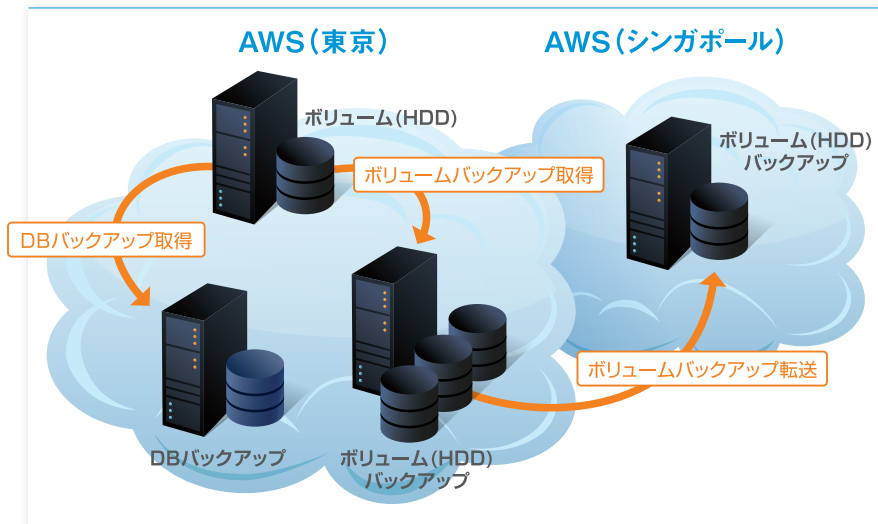 AWS(東京)
AWS(シンガポール)
ボリューム(HDD)
ボリューム(HDD)
バックアップ
ボリュームバックアップ取得
DBバックアップ取得
ボリュームバックアップ転送
DBバックアップ
ボリューム(HDD)
バックアップ